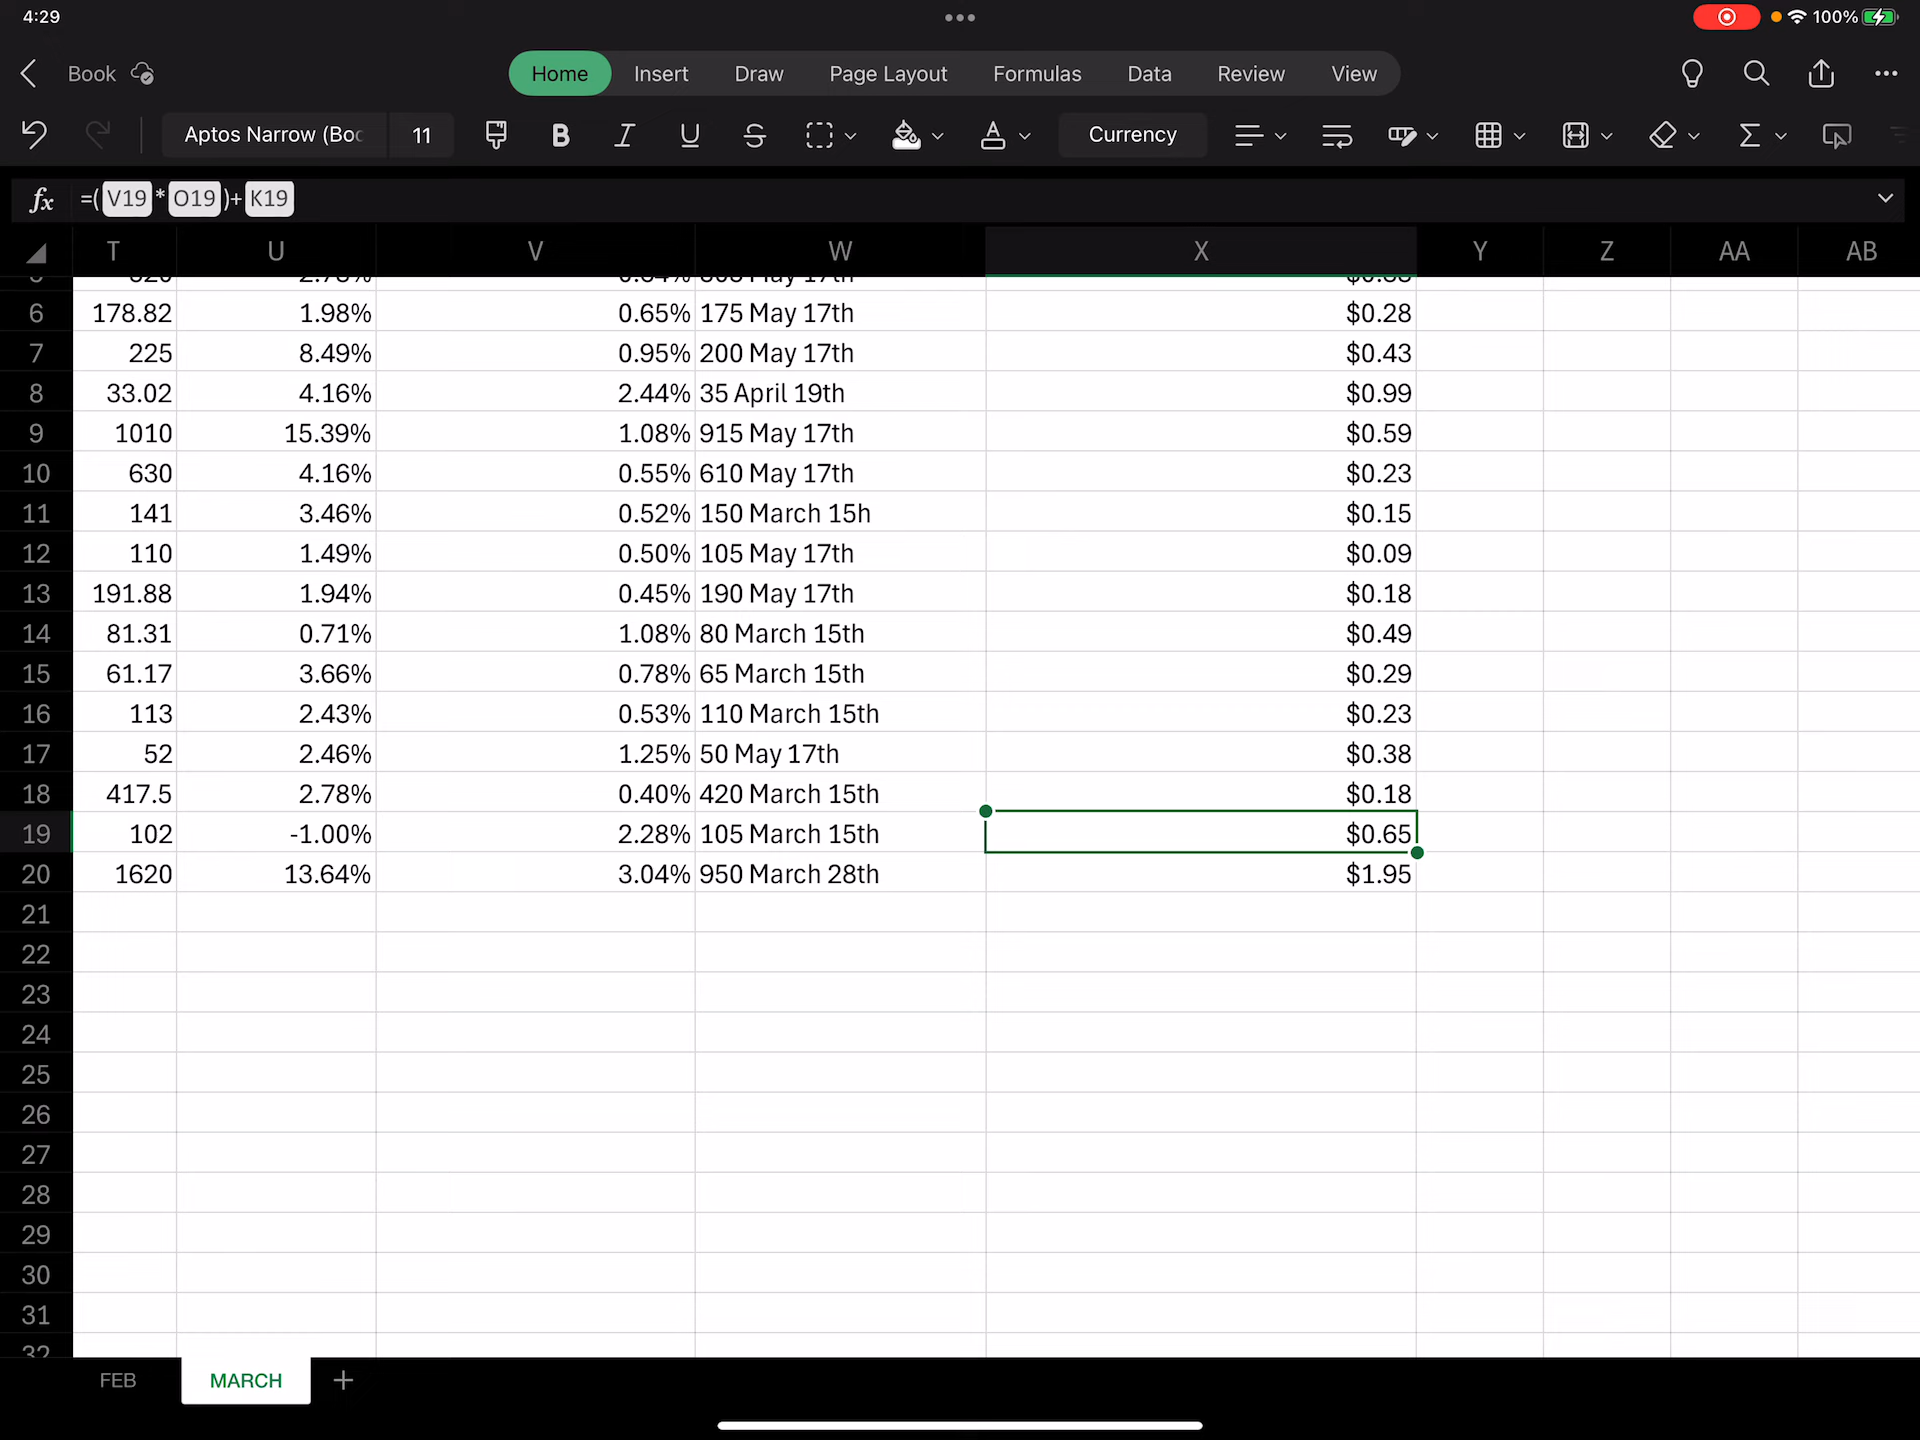 4:29
100%
Book
Home Insert Draw Page Layout Formulas Data Review View
Aptos Narrow (Boc 11 B I U S A Currency Σ
fx =( V19 * O19 )+ K19
T U V W X Y Z AA AB
6 178.82 1.98% 0.65% 175 May 17th $0.28
7 225 8.49% 0.95% 200 May 17th $0.43
8 33.02 4.16% 2.44% 35 April 19th $0.99
9 1010 15.39% 1.08% 915 May 17th $0.59
10 630 4.16% 0.55% 610 May 17th $0.23
11 141 3.46% 0.52% 150 March 15h $0.15
12 110 1.49% 0.50% 105 May 17th $0.09
13 191.88 1.94% 0.45% 190 May 17th $0.18
14 81.31 0.71% 1.08% 80 March 15th $0.49
15 61.17 3.66% 0.78% 65 March 15th $0.29
16 113 2.43% 0.53% 110 March 15th $0.23
17 52 2.46% 1.25% 50 May 17th $0.38
18 417.5 2.78% 0.40% 420 March 15th $0.18
19 102 -1.00% 2.28% 105 March 15th $0.65
20 1620 13.64% 3.04% 950 March 28th $1.95
21
22
23
24
25
26
27
28
29
30
31
32
FEB MARCH